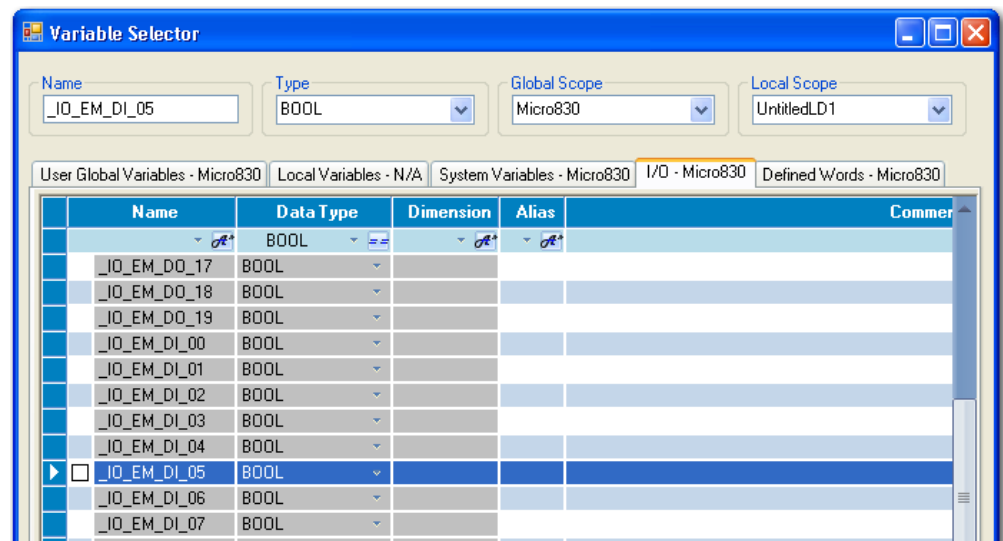 Variable Selector
Name Type Global Scope Local Scope
_IO_EM_DI_05 BOOL Micro830 UntitledLD1
User Global Variables - Micro830 Local Variables - N/A System Variables - Micro830 I/O - Micro830 Defined Words - Micro830
Name Data Type Dimension Alias Commer
BOOL ==
_IO_EM_DO_17 BOOL
_IO_EM_DO_18 BOOL
_IO_EM_DO_19 BOOL
_IO_EM_DI_00 BOOL
_IO_EM_DI_01 BOOL
_IO_EM_DI_02 BOOL
_IO_EM_DI_03 BOOL
_IO_EM_DI_04 BOOL
_IO_EM_DI_05 BOOL
_IO_EM_DI_06 BOOL
_IO_EM_DI_07 BOOL